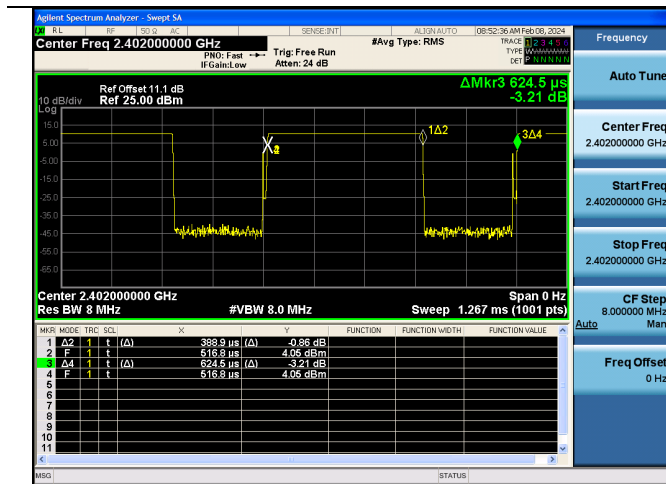 Agilent Spectrum Analyzer - Swept SA
RL RF 50 Ω AC SENSE:INT ALIGN AUTO 08:52:36 AM Feb 08, 2024
Center Freq 2.402000000 GHz #Avg Type: RMS TRACE 1 2 3 4 5 6
PNO: Fast Trig: Free Run TYPE
IFGain:Low Atten: 24 dB DET P N N N N N
Frequency
Auto Tune
Center Freq
2.402000000 GHz
Start Freq
2.402000000 GHz
Stop Freq
2.402000000 GHz
CF Step
8.000000 MHz
Auto Man
Freq Offset
0 Hz
ΔMkr3 624.5 µs
-3.21 dB
Ref Offset 11.1 dB
10 dB/div Ref 25.00 dBm
Log
15.0
5.00
-5.00
-15.0
-25.0
-35.0
-45.0
-55.0
-65.0
1Δ2
3Δ4
Center 2.402000000 GHz Span 0 Hz
Res BW 8 MHz #VBW 8.0 MHz Sweep 1.267 ms (1001 pts)
MKR MODE TRC SCL X Y FUNCTION FUNCTION WIDTH FUNCTION VALUE
1 Δ2 1 t (Δ) 388.9 µs (Δ) -0.86 dB
2 F 1 t 516.8 µs 4.05 dBm
3 Δ4 1 t (Δ) 624.5 µs (Δ) -3.21 dB
4 F 1 t 516.8 µs 4.05 dBm
5
6
7
8
9
10
11
MSG STATUS